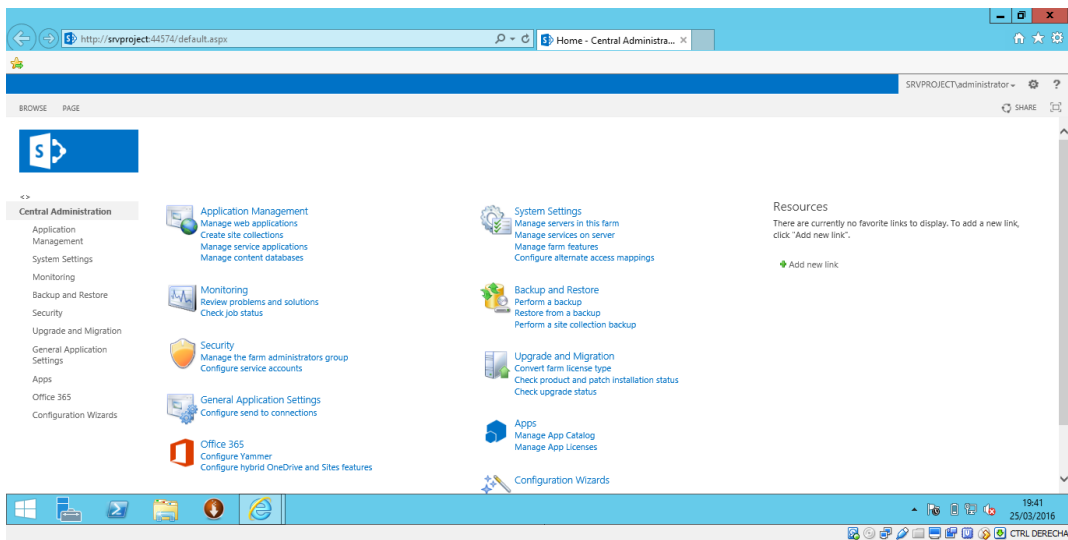 http://srvproject:44574/default.aspx
Home - Central Administra...
SRVPROJECT\administrator
?
BROWSE PAGE
SHARE
S
<>
Central Administration
Application
Management
System Settings
Monitoring
Backup and Restore
Security
Upgrade and Migration
General Application
Settings
Apps
Office 365
Configuration Wizards
Application Management
Manage web applications
Create site collections
Manage service applications
Manage content databases
Monitoring
Review problems and solutions
Check job status
Security
Manage the farm administrators group
Configure service accounts
General Application Settings
Configure send to connections
Office 365
Configure Yammer
Configure hybrid OneDrive and Sites features
System Settings
Manage servers in this farm
Manage services on server
Manage farm features
Configure alternate access mappings
Backup and Restore
Perform a backup
Restore from a backup
Perform a site collection backup
Upgrade and Migration
Convert farm license type
Check product and patch installation status
Check upgrade status
Apps
Manage App Catalog
Manage App Licenses
Configuration Wizards
Resources
There are currently no favorite links to display. To add a new link,
click "Add new link".
Add new link
19:41
25/03/2016
CTRL DERECHA